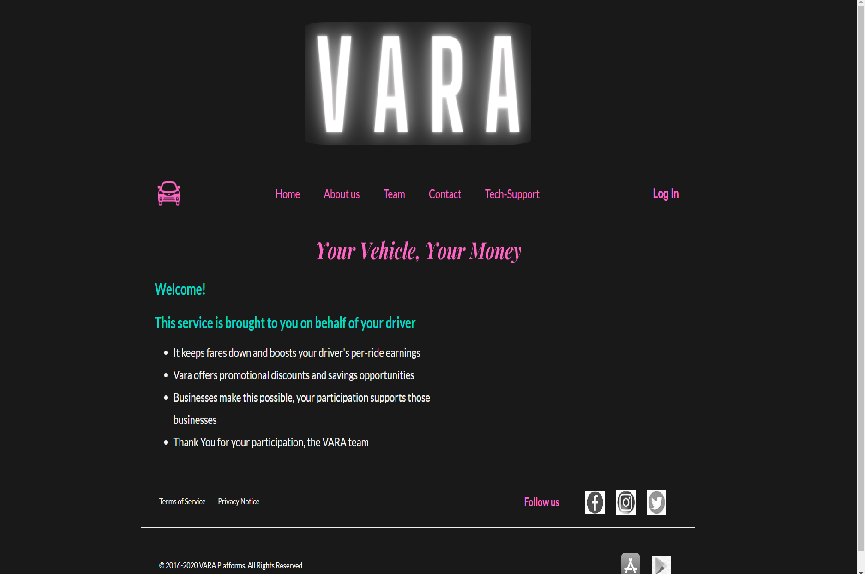 VARA
Home About us Team Contact Tech-Support Log In
Your Vehicle, Your Money
Welcome!
This service is brought to you on behalf of your driver
It keeps fares down and boosts your driver's per-ride earnings
Vara offers promotional discounts and savings opportunities
Businesses make this possible, your participation supports those
businesses
Thank You for your participation, the VARA team
Terms of Service Privacy Notice Follow us
© 2016-2020 VARA Platforms. All Rights Reserved